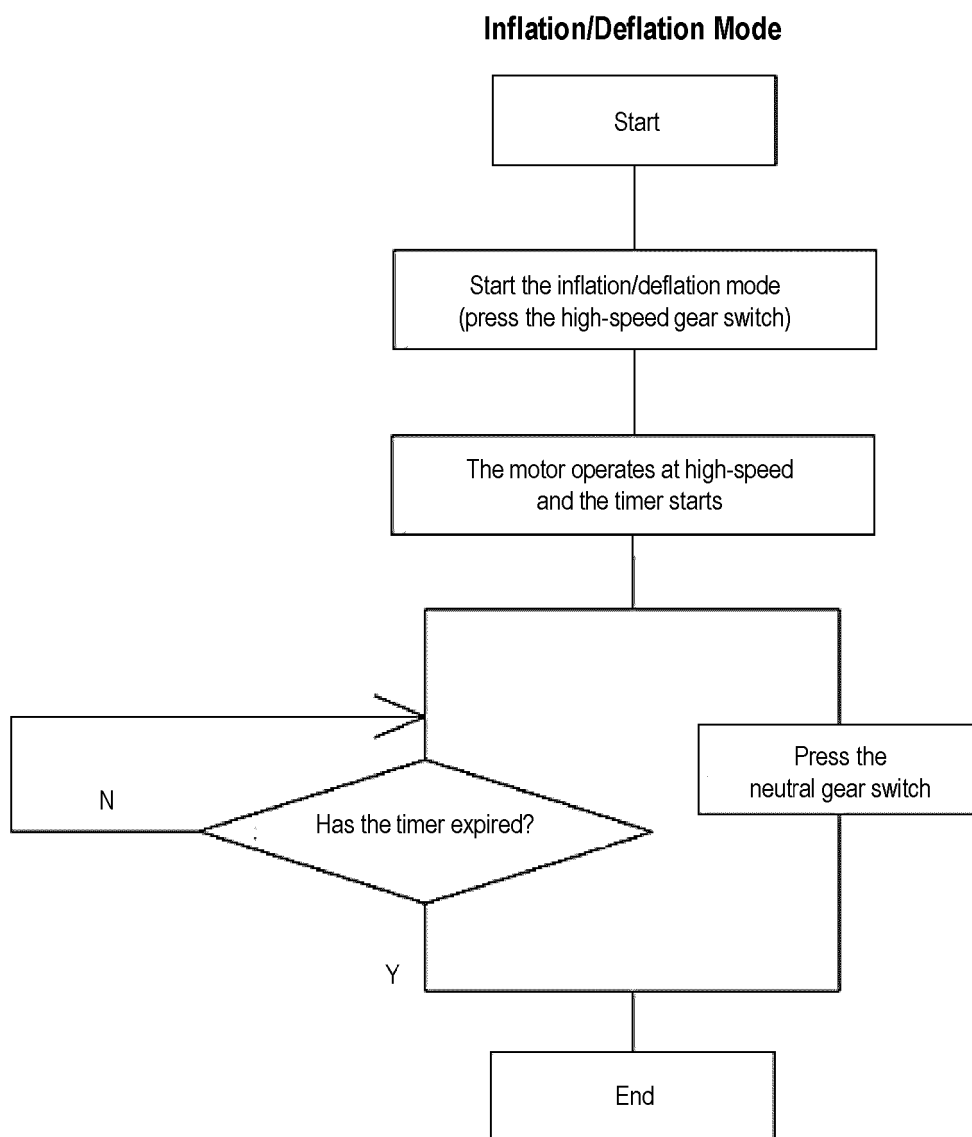 Inflation/Deflation Mode
Start
Start the inflation/deflation mode
(press the high-speed gear switch)
The motor operates at high-speed
and the timer starts
Press the
neutral gear switch
N
Has the timer expired?
Y
End